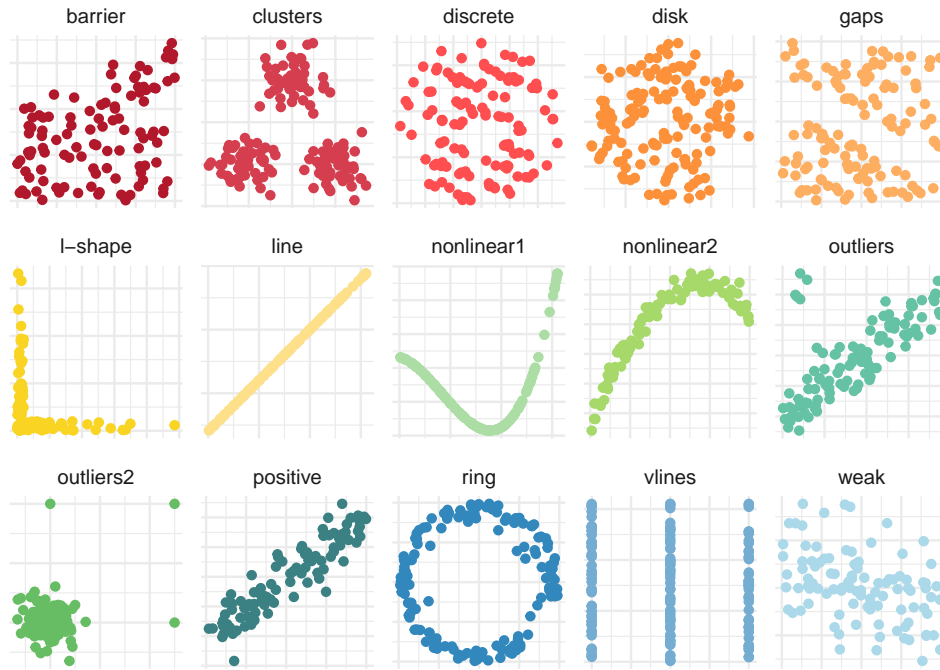 barrier
clusters
discrete
disk
gaps
l−shape
line
nonlinear1
nonlinear2
outliers
outliers2
positive
ring
vlines
weak